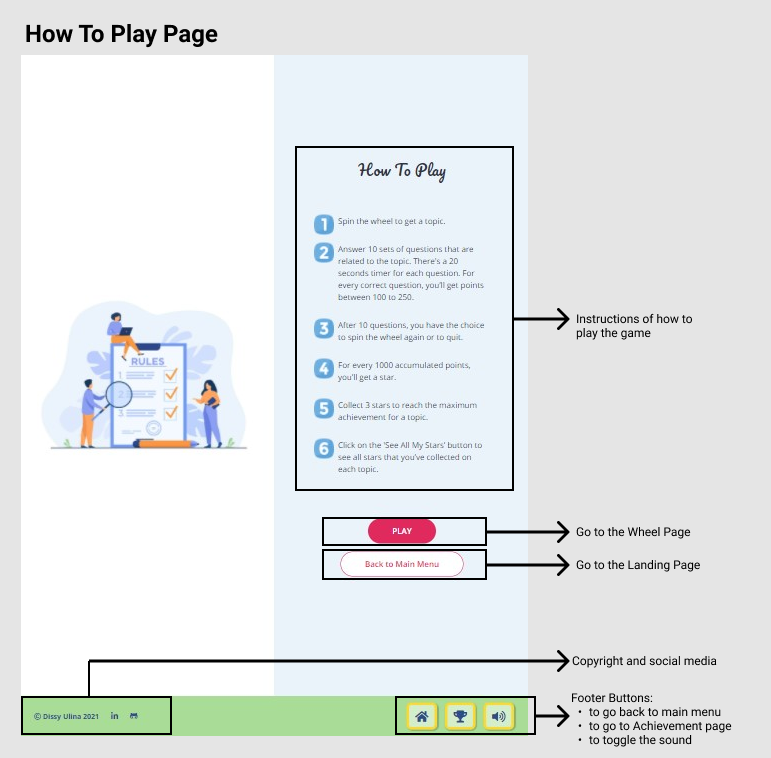 How To Play Page
How To Play
1 Spin the wheel to get a topic.
2 Answer 10 sets of questions that are
related to the topic. There's a 20
seconds timer for each question. For
every correct question, you'll get points
between 100 to 250.
3 After 10 questions, you have the choice
to spin the wheel again or to quit.
4 For every 1000 accumulated points,
you'll get a star.
5 Collect 3 stars to reach the maximum
achievement for a topic.
6 Click on the 'See All My Stars' button to
see all stars that you've collected on
each topic.
RULES
1
2
3
Instructions of how to
play the game
PLAY
Go to the Wheel Page
Back to Main Menu
Go to the Landing Page
Copyright and social media
© Dissy Ulina 2021 in
Footer Buttons:
• to go back to main menu
• to go to Achievement page
• to toggle the sound